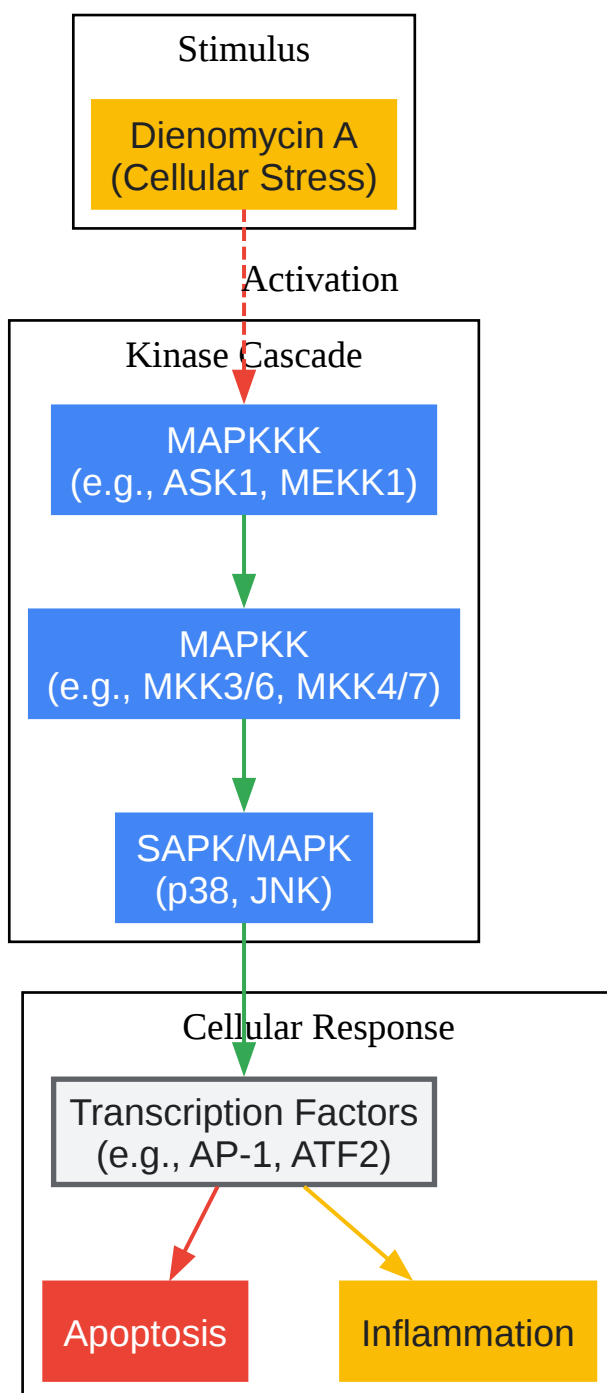 Stimulus
Dienomycin A
(Cellular Stress)
Activation
Kinase Cascade
MAPKKK
(e.g., ASK1, MEKK1)
MAPKK
(e.g., MKK3/6, MKK4/7)
SAPK/MAPK
(p38, JNK)
Cellular Response
Transcription Factors
(e.g., AP-1, ATF2)
Apoptosis
Inflammation